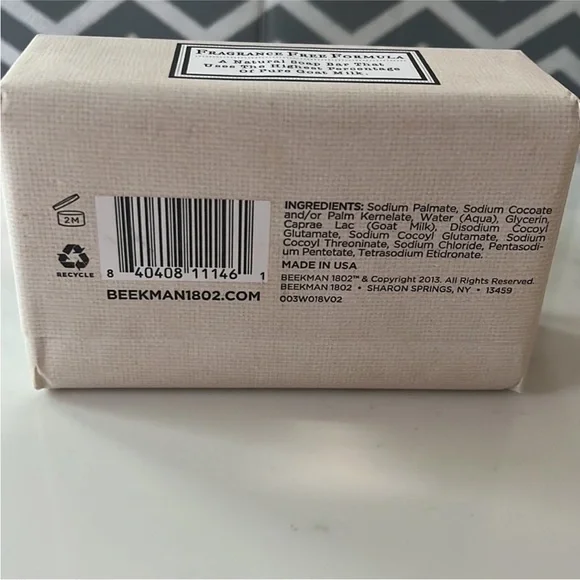 Fragrance Free Formula
A Natural Soap Bar That
Uses The Highest Percentage
Of Pure Goat Milk.
2M
RECYCLE
8 40408 11146 1
BEEKMAN1802.COM
INGREDIENTS: Sodium Palmate, Sodium Cocoate
and/or Palm Kernelate, Water (Aqua), Glycerin,
Caprae Lac (Goat Milk), Disodium Cocoyl
Glutamate, Sodium Cocoyl Glutamate, Sodium
Cocoyl Threoninate, Sodium Chloride, Pentasodi-
um Pentetate, Tetrasodium Etidronate.
MADE IN USA
BEEKMAN 1802™ & Copyright 2013. All Rights Reserved.
BEEKMAN 1802 • SHARON SPRINGS, NY • 13459
003W018V02